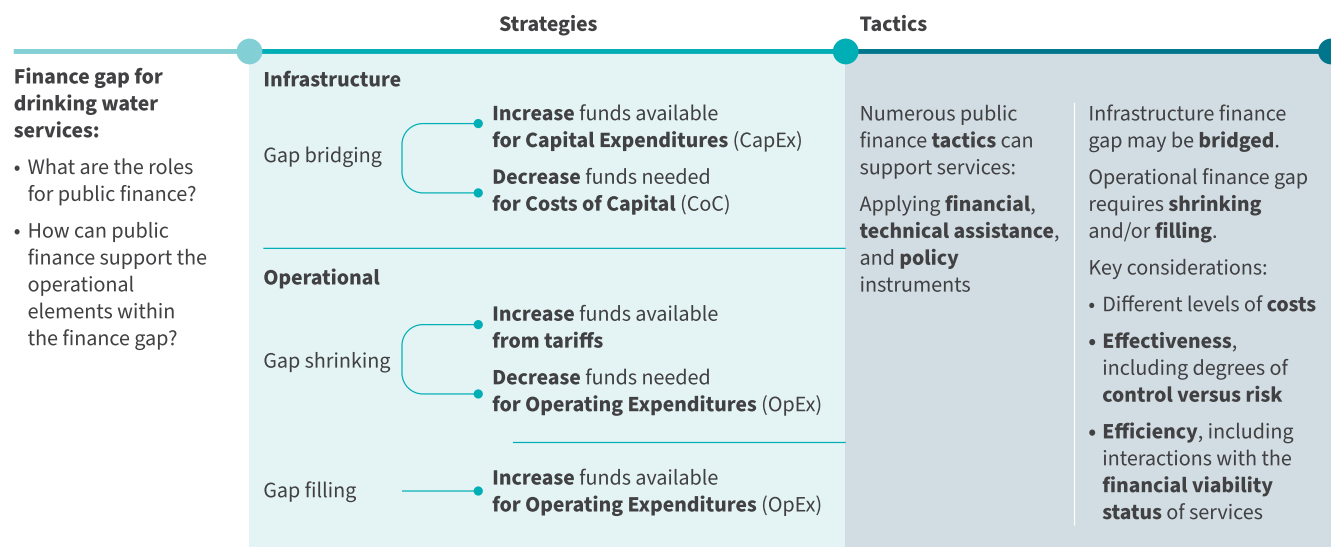 Strategies
Tactics
Finance gap for
drinking water
services:
• What are the roles
for public finance?
• How can public
finance support the
operational
elements within
the finance gap?
Infrastructure
Gap bridging
Increase funds available
for Capital Expenditures (CapEx)
Decrease funds needed
for Costs of Capital (CoC)
Operational
Gap shrinking
Increase funds available
from tariffs
Decrease funds needed
for Operating Expenditures (OpEx)
Gap filling
Increase funds available
for Operating Expenditures (OpEx)
Numerous public
finance tactics can
support services:
Applying financial,
technical assistance,
and policy
instruments
Infrastructure finance
gap may be bridged.
Operational finance gap
requires shrinking
and/or filling.
Key considerations:
• Different levels of costs
• Effectiveness,
including degrees of
control versus risk
• Efficiency, including
interactions with the
financial viability
status of services